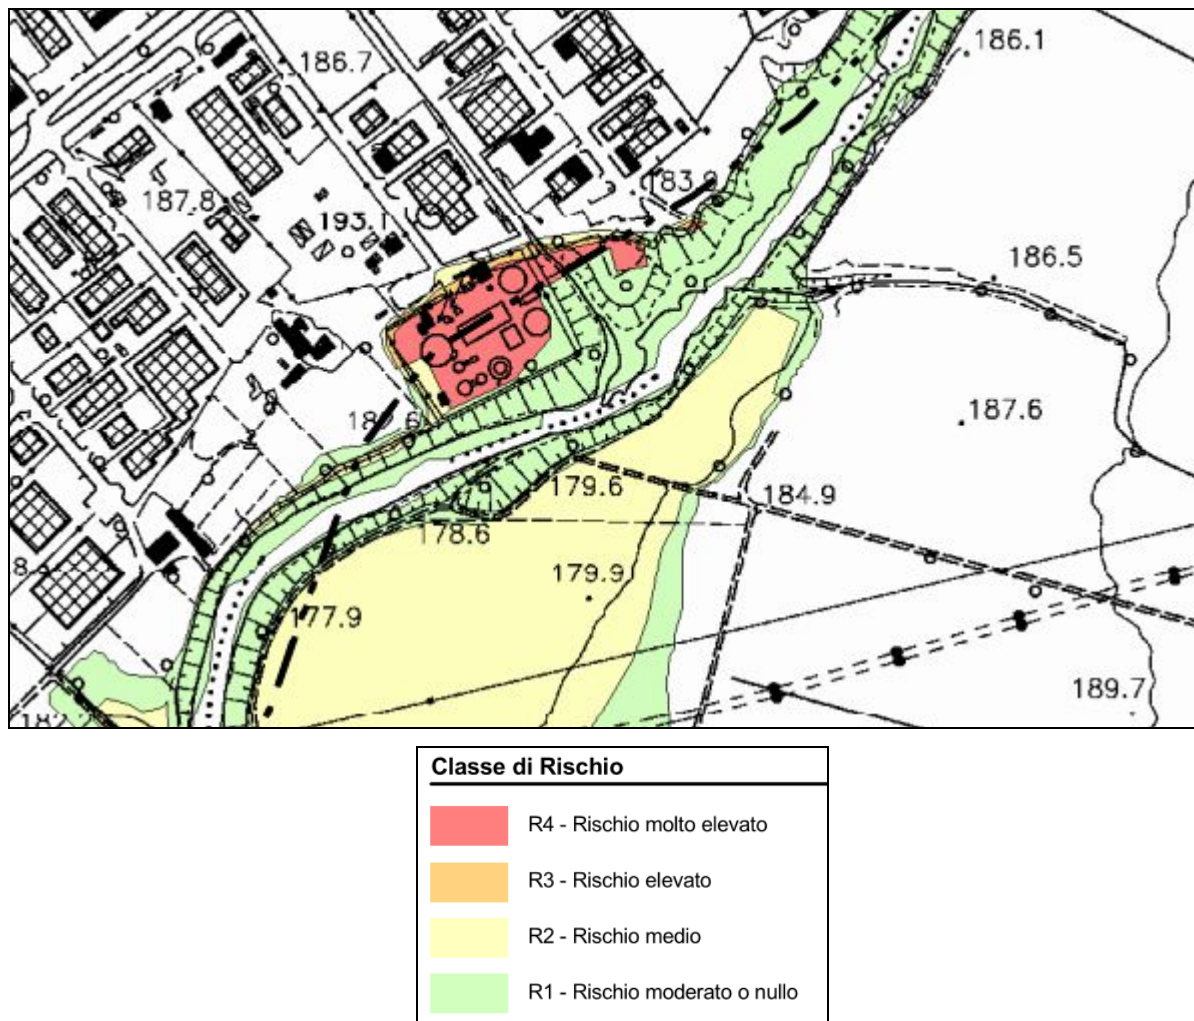 186.1
186.7
183.9
187.8
193.1
186.5
187.6
179.6
184.9
178.6
179.9
177.9
189.7
Classe di Rischio
R4 - Rischio molto elevato
R3 - Rischio elevato
R2 - Rischio medio
R1 - Rischio moderato o nullo